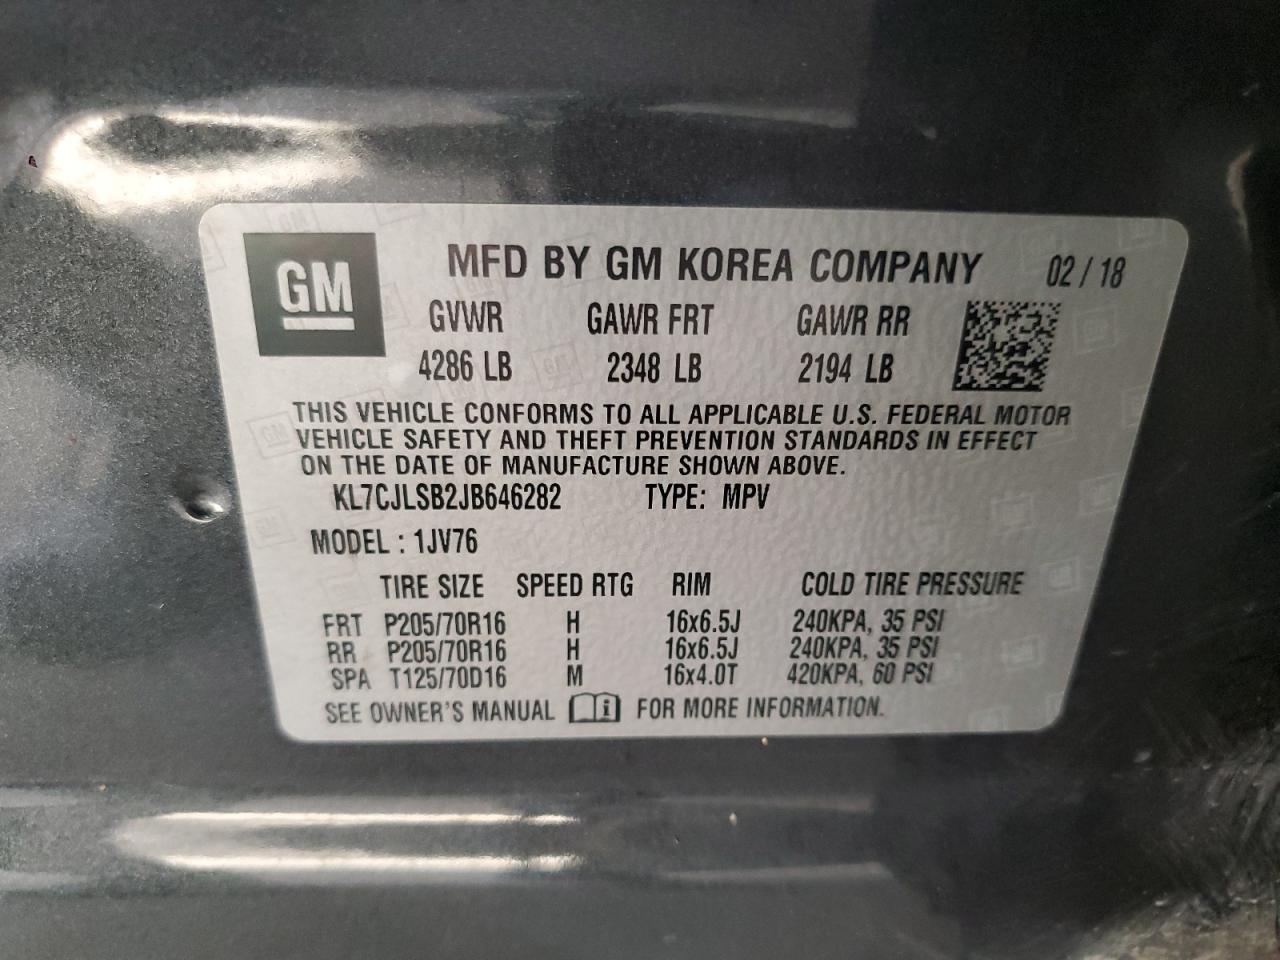 GM
MFD BY GM KOREA COMPANY 02 / 18
GVWR GAWR FRT GAWR RR
4286 LB 2348 LB 2194 LB
THIS VEHICLE CONFORMS TO ALL APPLICABLE U.S. FEDERAL MOTOR
VEHICLE SAFETY AND THEFT PREVENTION STANDARDS IN EFFECT
ON THE DATE OF MANUFACTURE SHOWN ABOVE.
KL7CJLSB2JB646282 TYPE: MPV
MODEL : 1JV76
TIRE SIZE SPEED RTG RIM COLD TIRE PRESSURE
FRT P205/70R16 H 16x6.5J 240KPA, 35 PSI
RR P205/70R16 H 16x6.5J 240KPA, 35 PSI
SPA T125/70D16 M 16x4.0T 420KPA, 60 PSI
SEE OWNER'S MANUAL i FOR MORE INFORMATION.